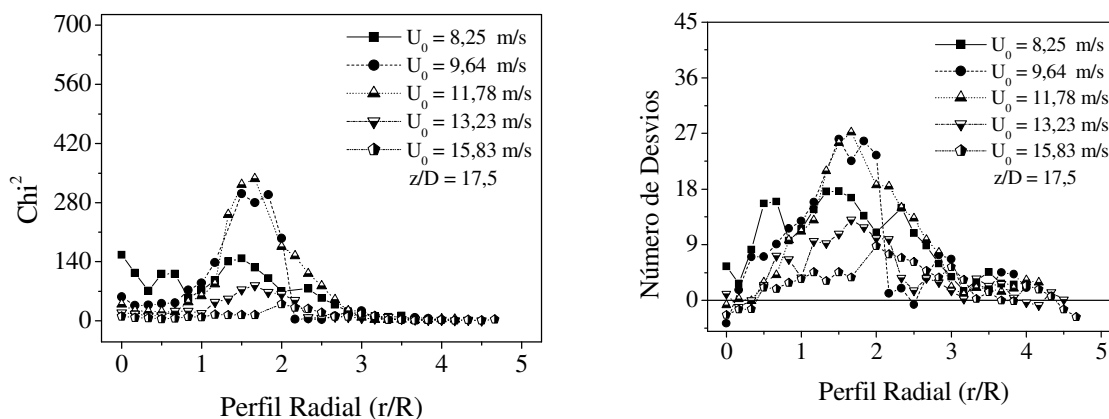 700
560
420
280
140
0
Chi²
U₀ = 8,25 m/s
U₀ = 9,64 m/s
U₀ = 11,78 m/s
U₀ = 13,23 m/s
U₀ = 15,83 m/s
z/D = 17,5
0 1 2 3 4 5
Perfil Radial (r/R)
45
36
27
18
9
0
Número de Desvios
U₀ = 8,25 m/s
U₀ = 9,64 m/s
U₀ = 11,78 m/s
U₀ = 13,23 m/s
U₀ = 15,83 m/s
z/D = 17,5
0 1 2 3 4 5
Perfil Radial (r/R)